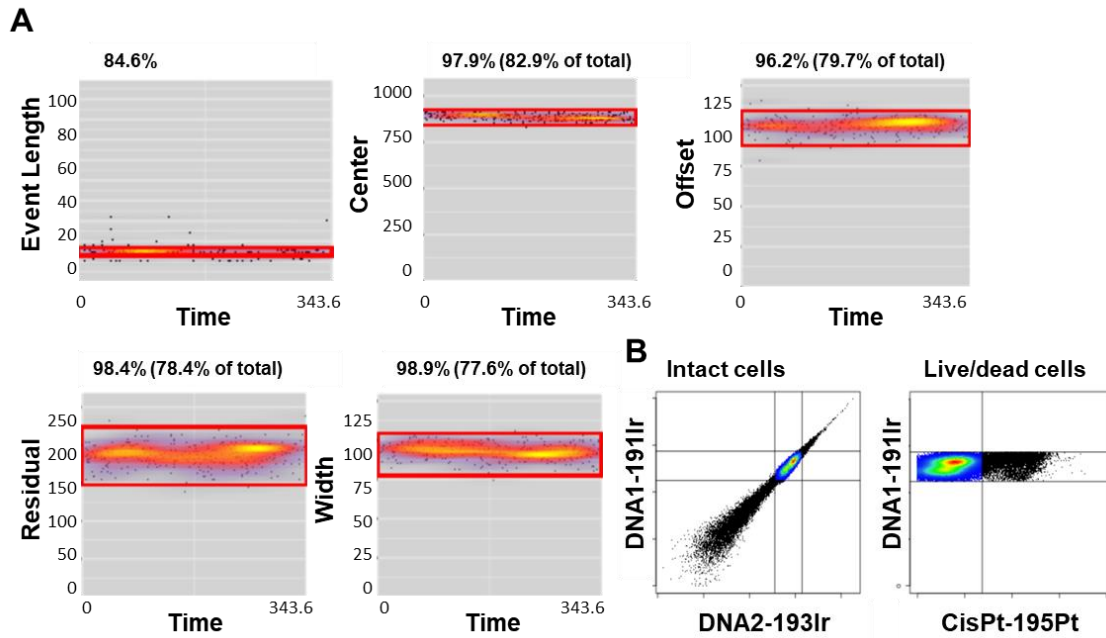 A
84.6%
100
80
60
40
20
0
Event Length
0
343.6
Time
97.9% (82.9% of total)
1000
750
500
250
0
Center
0
343.6
Time
96.2% (79.7% of total)
125
100
75
50
25
0
Offset
0
343.6
Time
98.4% (78.4% of total)
250
200
150
100
50
0
Residual
0
343.6
Time
98.9% (77.6% of total)
125
100
75
50
25
0
Width
0
343.6
Time
B
Intact cells
DNA1-191Ir
DNA2-193Ir
Live/dead cells
DNA1-191Ir
0
CisPt-195Pt